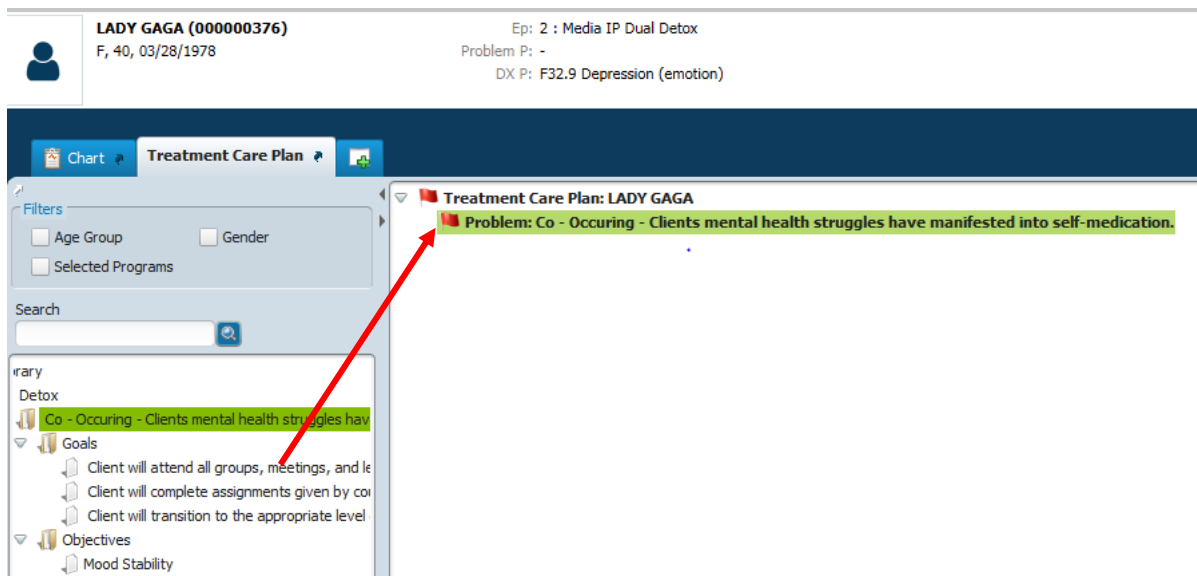 LADY GAGA (000000376)
F, 40, 03/28/1978
Ep: 2 : Media IP Dual Detox
Problem P: -
DX P: F32.9 Depression (emotion)
Chart
Treatment Care Plan
Filters
Age Group
Gender
Selected Programs
Search
rary
Detox
Co - Occuring - Clients mental health struggles hav
Goals
Client will attend all groups, meetings, and le
Client will complete assignments given by cou
Client will transition to the appropriate level
Objectives
Mood Stability
Treatment Care Plan: LADY GAGA
Problem: Co - Occuring - Clients mental health struggles have manifested into self-medication.